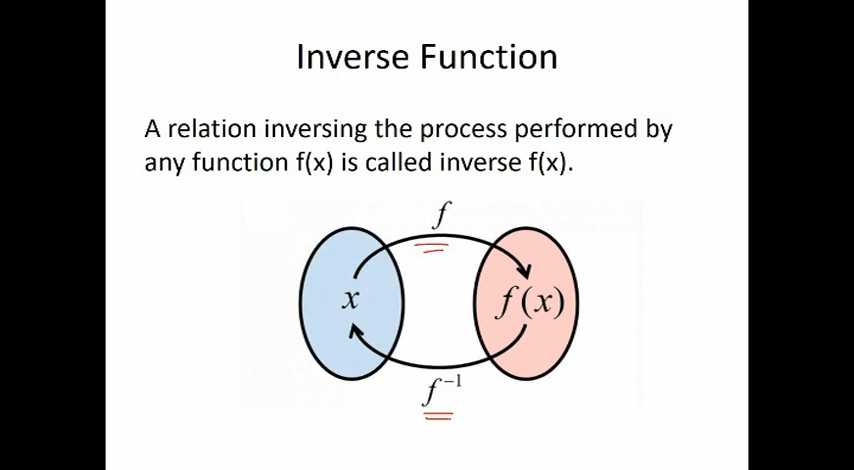 Inverse Function
A relation inversing the process performed by
any function f(x) is called inverse f(x).
f
x
f(x)
f⁻¹